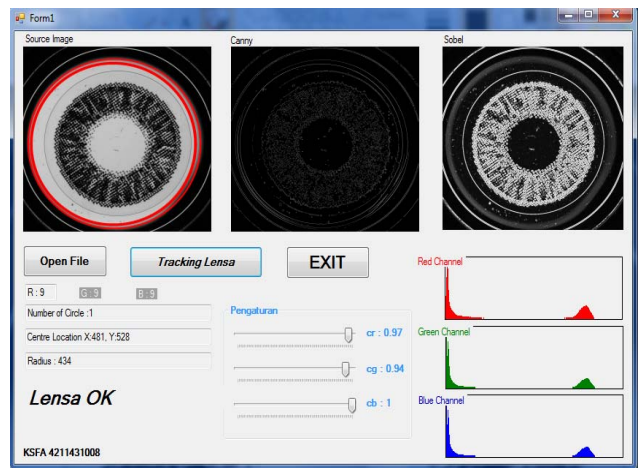 Form1
Source Image
Canny
Sobel
Open File
Tracking Lensa
EXIT
R : 9
G : 9
B : 9
Number of Circle :1
Centre Location X:481, Y:528
Radius : 434
Lensa OK
KSFA 4211431008
Pengaturan
cr : 0.97
cg : 0.94
cb : 1
Red Channel
Green Channel
Blue Channel